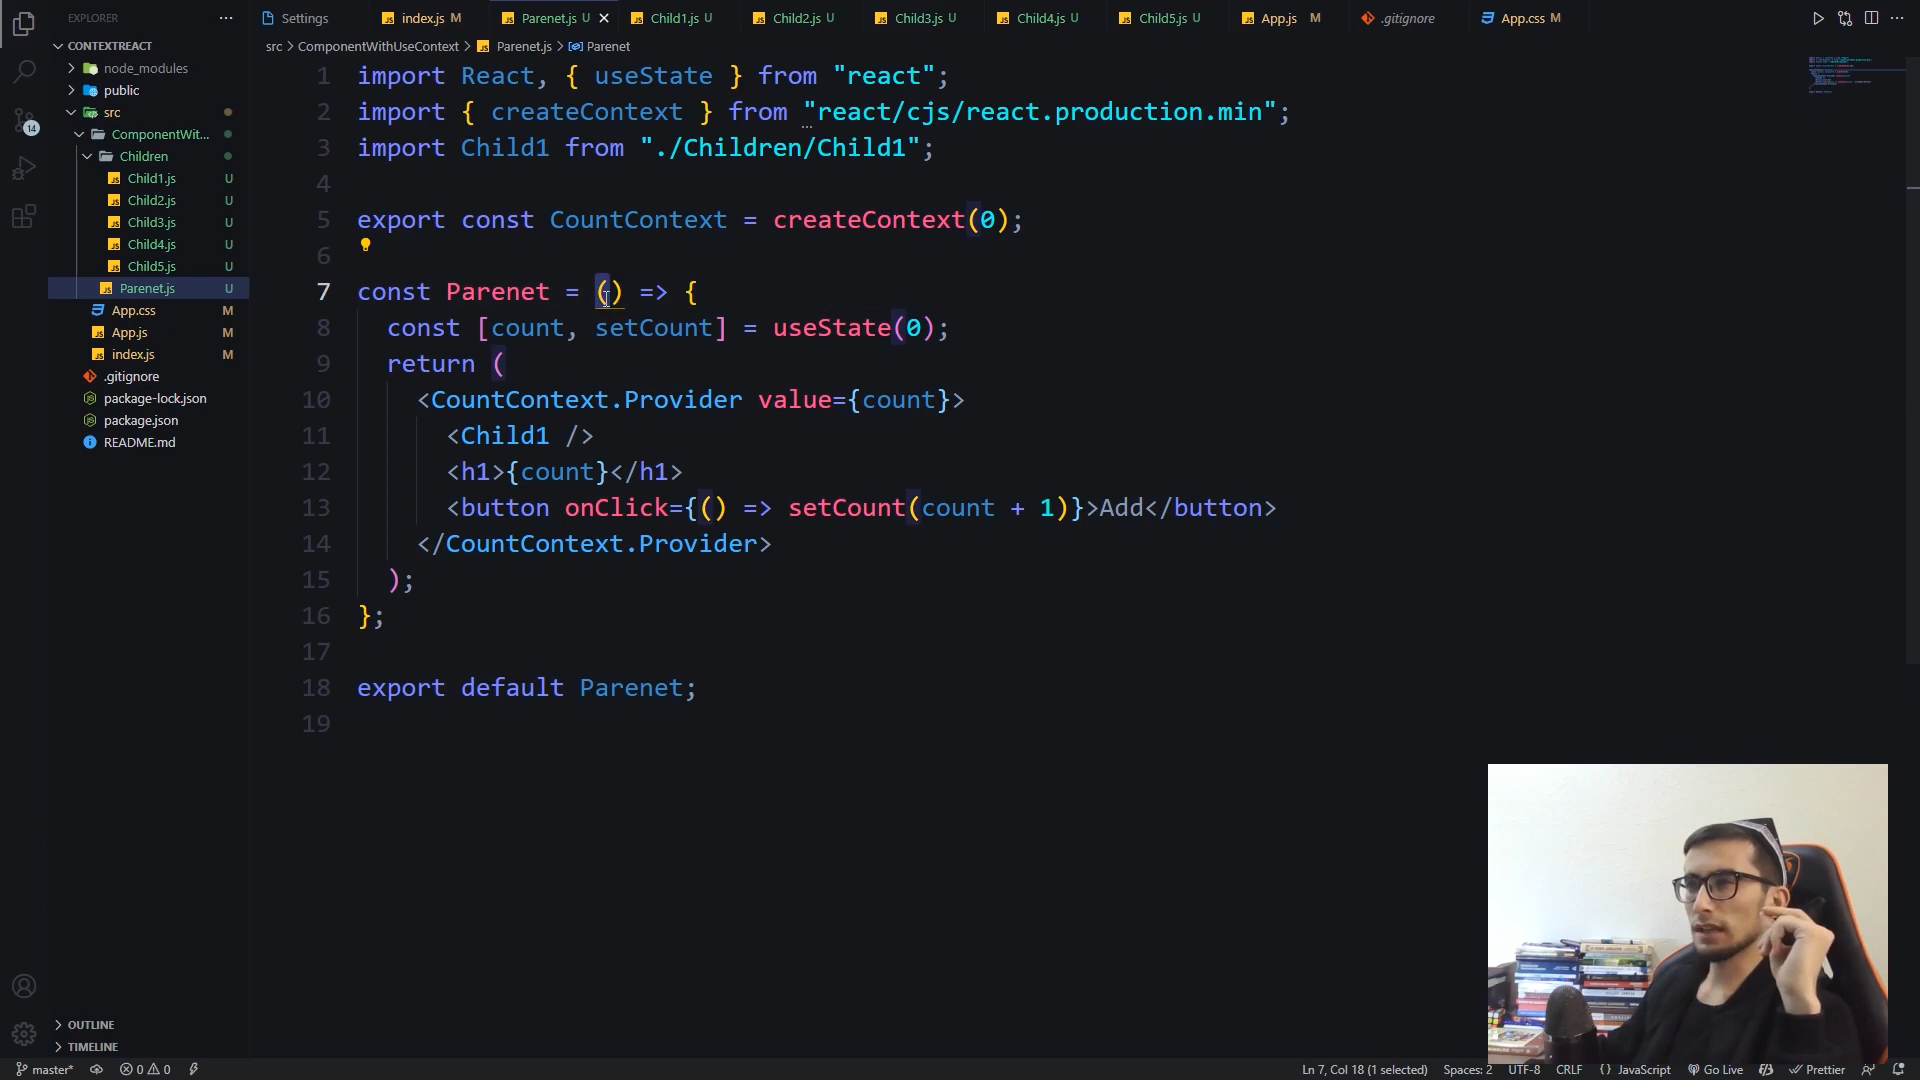 EXPLORER
Settings
index.js M
Parenet.js U
Child1.js U
Child2.js U
Child3.js U
Child4.js U
Child5.js U
App.js M
.gitignore
App.css M
src > ComponentWithUseContext > Parenet.js > Parenet
CONTEXTREACT
node_modules
public
src
ComponentWit...
Children
Child1.js U
Child2.js U
Child3.js U
Child4.js U
Child5.js U
Parenet.js U
App.css M
App.js M
index.js M
.gitignore
package-lock.json
package.json
README.md
14
1 import React, { useState } from "react";
2 import { createContext } from "react/cjs/react.production.min";
3 import Child1 from "./Children/Child1";
4
5 export const CountContext = createContext(0);
6
7 const Parenet = () => {
8 const [count, setCount] = useState(0);
9 return (
10 <CountContext.Provider value={count}>
11 <Child1 />
12 <h1>{count}</h1>
13 <button onClick={() => setCount(count + 1)}>Add</button>
14 </CountContext.Provider>
15 );
16 };
17
18 export default Parenet;
19
OUTLINE
TIMELINE
master*
0 0
Ln 7, Col 18 (1 selected)
Spaces: 2
UTF-8
CRLF
{ } JavaScript
Go Live
Prettier